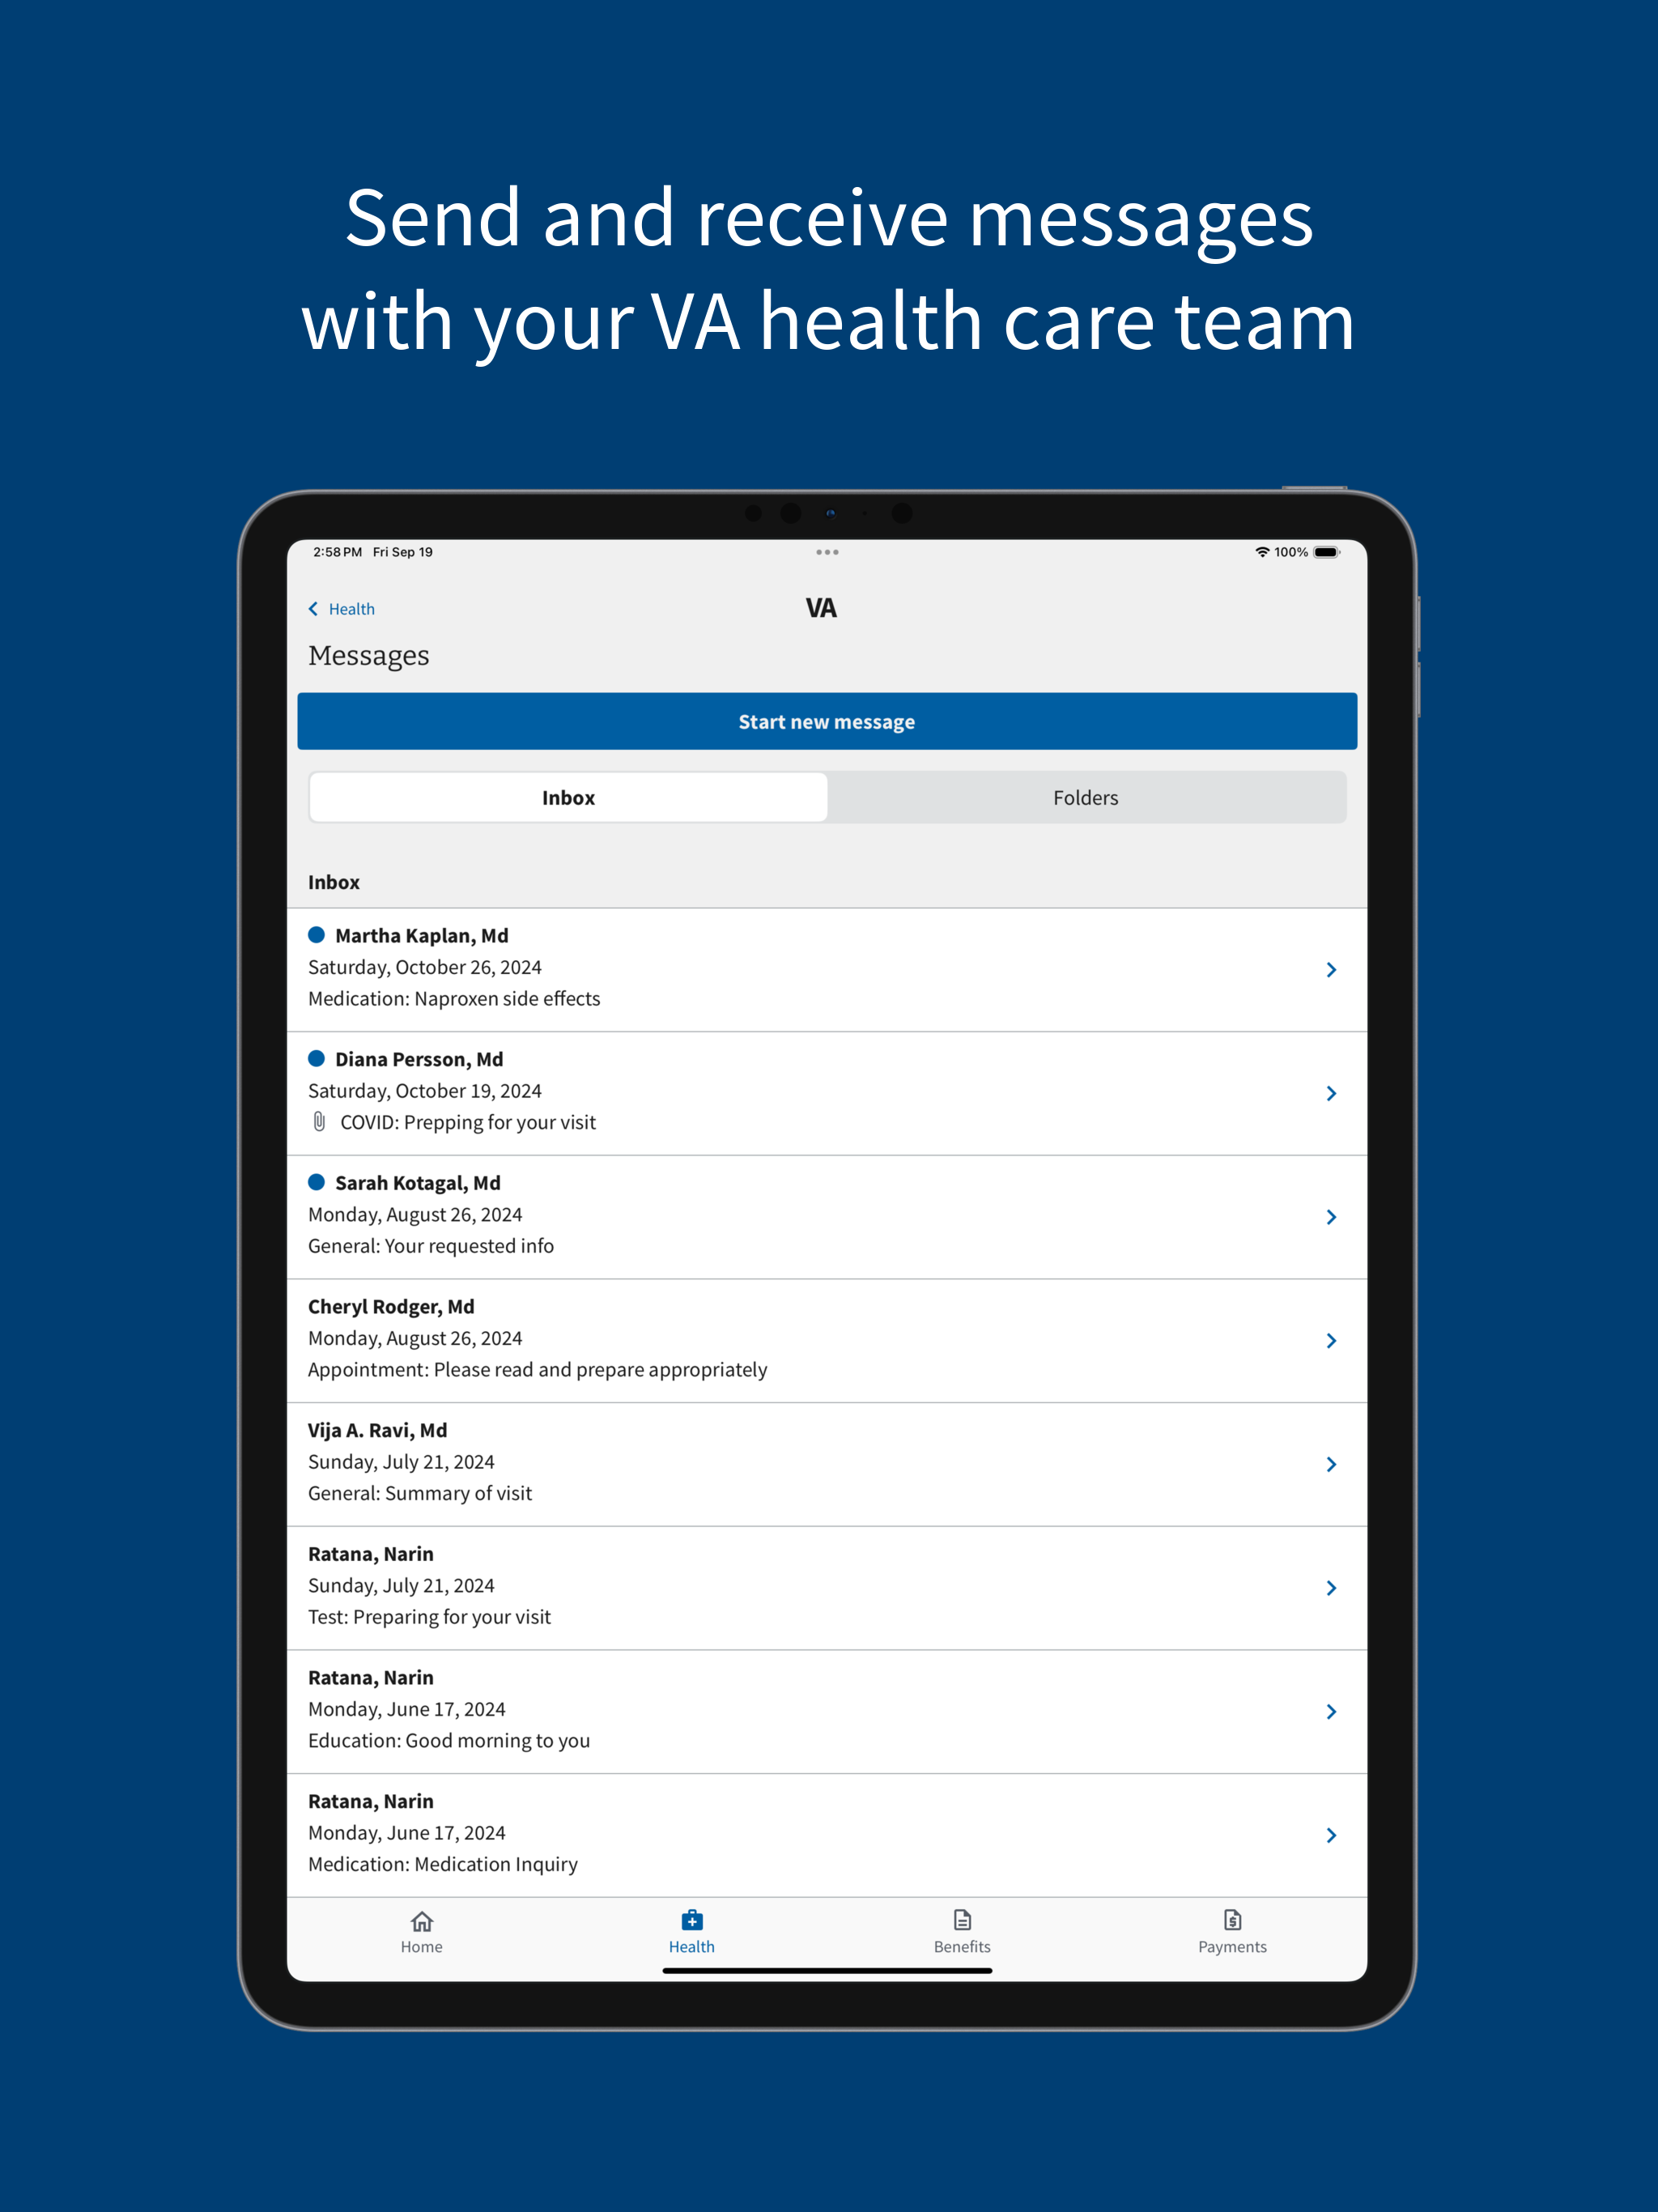 Send and receive messages
with your VA health care team
2:58 PM Fri Sep 19
100%
Health
VA
Messages
Start new message
Inbox
Folders
Inbox
Martha Kaplan, Md
Saturday, October 26, 2024
Medication: Naproxen side effects
Diana Persson, Md
Saturday, October 19, 2024
COVID: Prepping for your visit
Sarah Kotagal, Md
Monday, August 26, 2024
General: Your requested info
Cheryl Rodger, Md
Monday, August 26, 2024
Appointment: Please read and prepare appropriately
Vija A. Ravi, Md
Sunday, July 21, 2024
General: Summary of visit
Ratana, Narin
Sunday, July 21, 2024
Test: Preparing for your visit
Ratana, Narin
Monday, June 17, 2024
Education: Good morning to you
Ratana, Narin
Monday, June 17, 2024
Medication: Medication Inquiry
Home
Health
Benefits
Payments